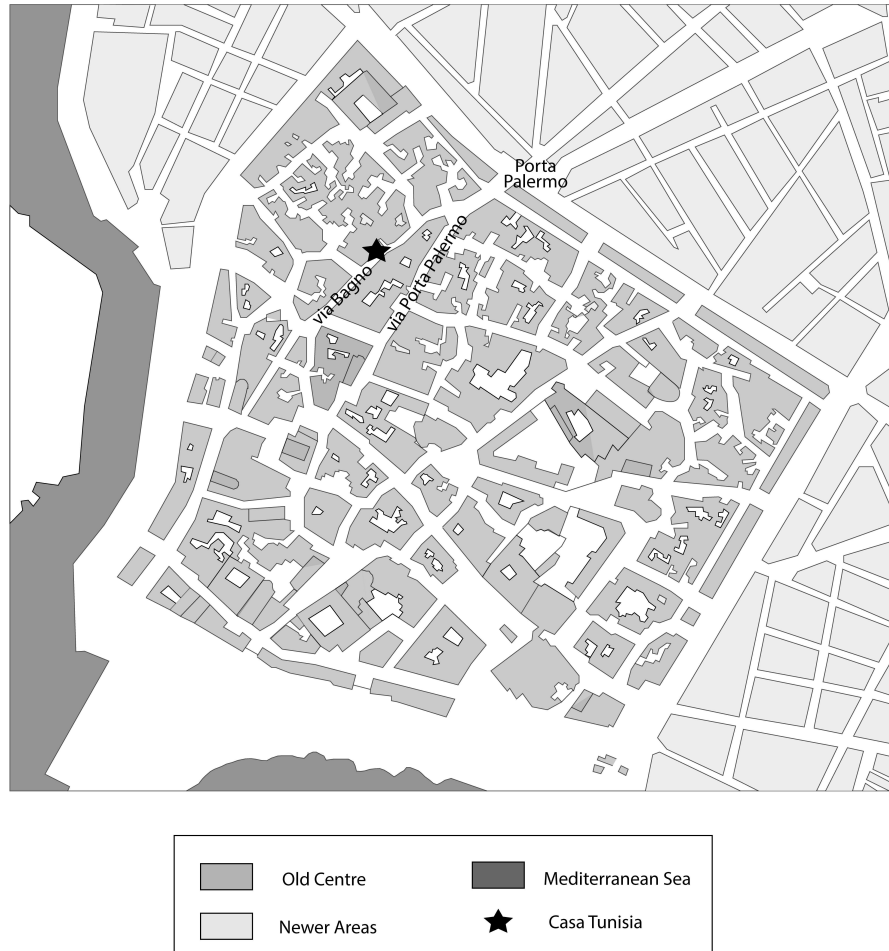 Porta
Palermo
via Bagno
via Porta Palermo
Old Centre
Mediterranean Sea
Newer Areas
Casa Tunisia